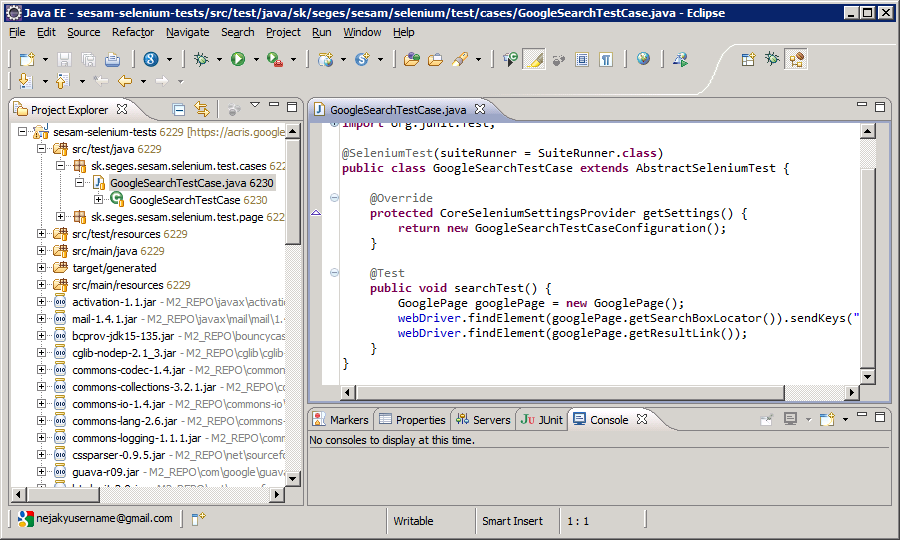 Java EE - sesam-selenium-tests/src/test/java/sk/seges/sesam/selenium/test/cases/GoogleSearchTestCase.java - Eclipse
File Edit Source Refactor Navigate Search Project Run Window Help
Project Explorer
sesam-selenium-tests 6229 [https://acris.google
src/test/java 6229
sk.seges.sesam.selenium.test.cases 622
GoogleSearchTestCase.java 6230
GoogleSearchTestCase 6230
sk.seges.sesam.selenium.test.page 622
src/test/resources 6229
src/main/java 6229
target/generated
src/main/resources 6229
activation-1.1.jar - M2_REPO\javax\activation
mail-1.4.1.jar - M2_REPO\javax\mail\mail\1.
bcprov-jdk15-135.jar - M2_REPO\bouncycas
cglib-nodep-2.1_3.jar - M2_REPO\cglib\cglib-
commons-codec-1.4.jar - M2_REPO\common
commons-collections-3.2.1.jar - M2_REPO\co
commons-io-1.4.jar - M2_REPO\commons-io\
commons-lang-2.6.jar - M2_REPO\commons-
commons-logging-1.1.1.jar - M2_REPO\comm
cssparser-0.9.5.jar - M2_REPO\net\sourcefo
guava-r09.jar - M2_REPO\com\google\guava
GoogleSearchTestCase.java
import org.junit.Test;
@SeleniumTest(suiteRunner = SuiteRunner.class)
public class GoogleSearchTestCase extends AbstractSeleniumTest {
@Override
protected CoreSeleniumSettingsProvider getSettings() {
return new GoogleSearchTestCaseConfiguration();
}
@Test
public void searchTest() {
GooglePage googlePage = new GooglePage();
webDriver.findElement(googlePage.getSearchBoxLocator()).sendKeys("
webDriver.findElement(googlePage.getResultLink());
}
}
Markers Properties Servers JUnit Console
No consoles to display at this time.
nejakyusername@gmail.com Writable Smart Insert 1 : 1